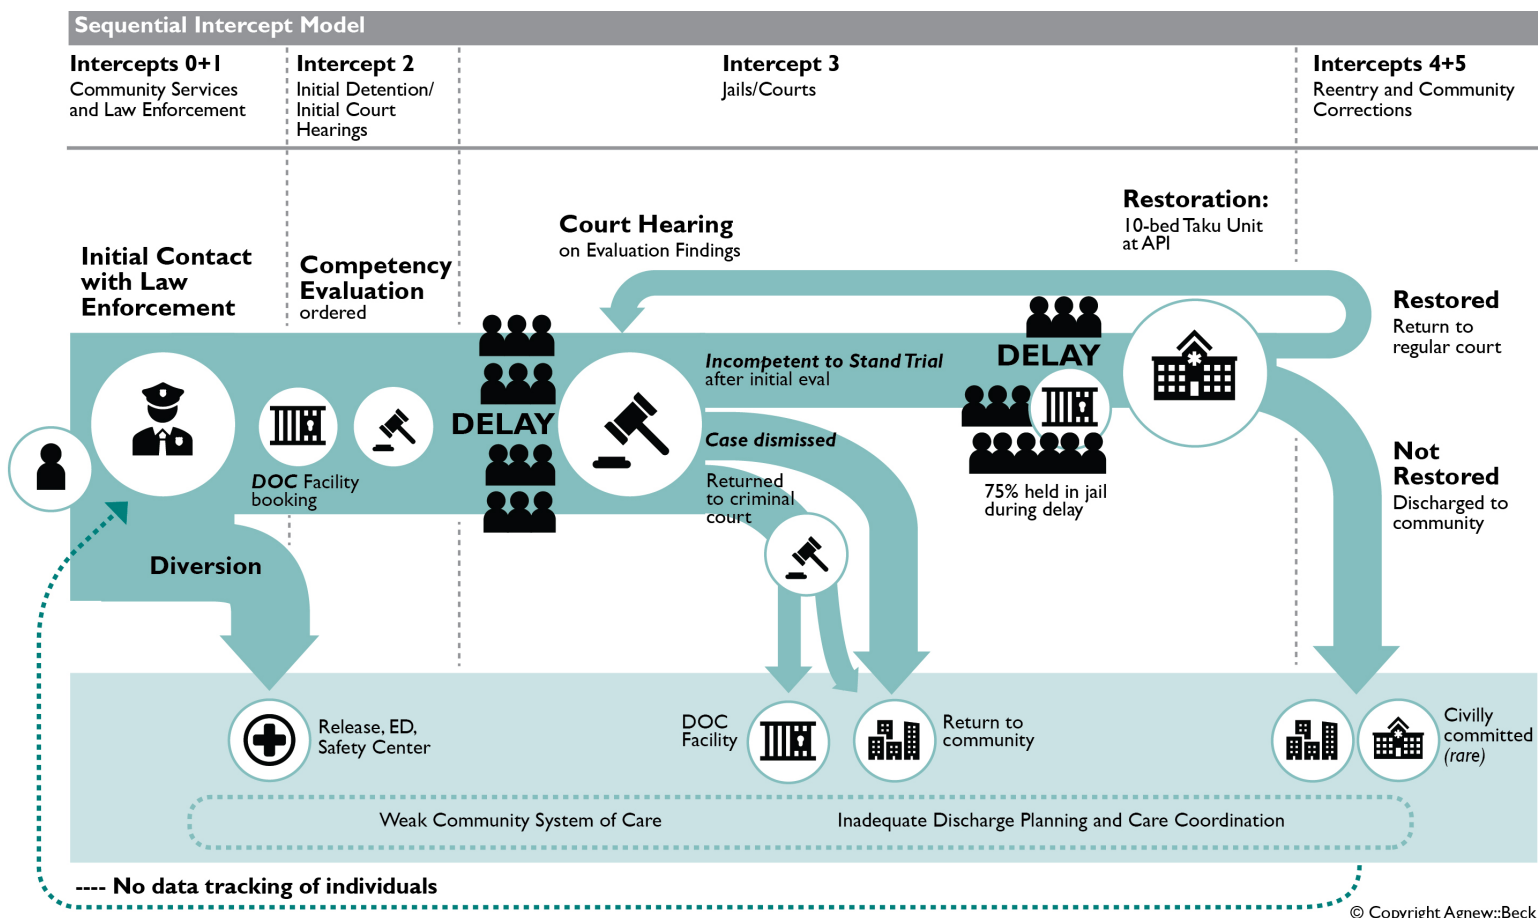 Sequential Intercept Model
Intercepts 0+1
Community Services
and Law Enforcement
Intercept 2
Initial Detention/
Initial Court
Hearings
Intercept 3
Jails/Courts
Intercepts 4+5
Reentry and Community
Corrections
Initial Contact
with Law
Enforcement
Competency
Evaluation
ordered
Court Hearing
on Evaluation Findings
Restoration:
10-bed Taku Unit
at API
Restored
Return to
regular court
DELAY
Incompetent to Stand Trial
after initial eval
DELAY
Case dismissed
Returned
to criminal
court
75% held in jail
during delay
Not
Restored
Discharged to
community
DOC Facility
booking
Diversion
Release, ED,
Safety Center
DOC
Facility
Return to
community
Civilly
committed
(rare)
Weak Community System of Care
Inadequate Discharge Planning and Care Coordination
---- No data tracking of individuals
© Copyright Agnew::Beck